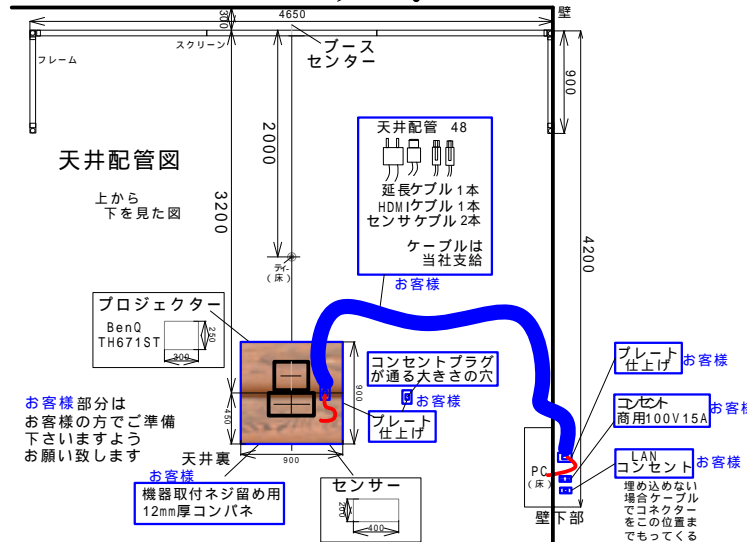 4650
300
壁
フレーム
スクリーン
ブース
センター
900
2000
3200
天井配管図
上から
下を見た図
天井配管 48
延長ケブル 1本
HDMIケブル 1本
センサケブル 2本
ケーブルは
当社支給
お客様
4200
ティー
(床)
プロジェクター
BenQ
TH671ST
250
300
コンセントプラグ
が通る大きさの穴
お客様
プレート
仕上げ
900
450
900
お客様部分は
お客様の方でご準備
下さいますよう
お願い致します
天井裏
お客様
機器取付ネジ留め用
12mm厚コンパネ
センサー
200
400
プレート
仕上げ
お客様
コンセント
商用100V15A
お客様
LAN
コンセント
お客様
PC
(床)
埋め込めない
場合ケーブル
でコネクター
をこの位置ま
でもってくる
壁下部